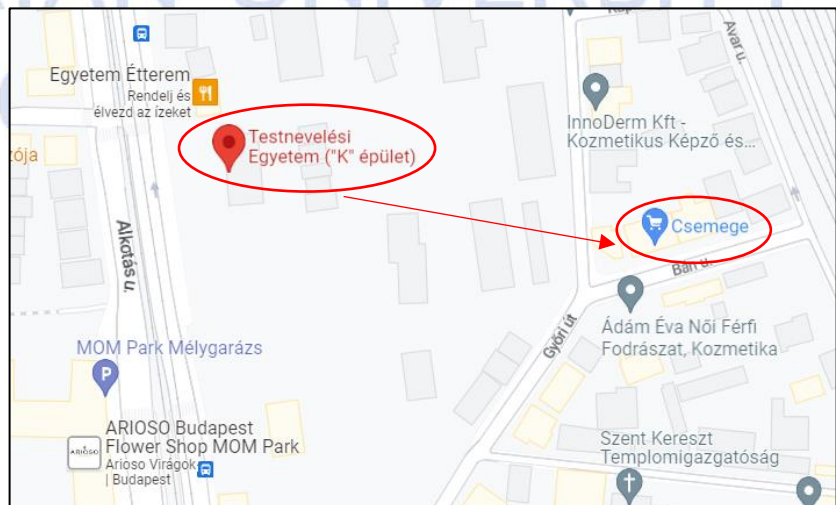 Egyetem Étterem
Rendelj és
élvezd az ízeket
Testnevelési
Egyetem ("K" épület)
zója
Alkotás u.
MOM Park Mélygarázs
P
ARIOSO Budapest
Flower Shop MOM Park
Arioso Virágok,
| Budapest
ARIOSO
Avar u.
InnoDerm Kft -
Kozmetikus Képző és...
Csemege
Bán u.
Győri út
Ádám Éva Női Férfi
Fodrászat, Kozmetika
Szent Kereszt
Templomigazgatóság